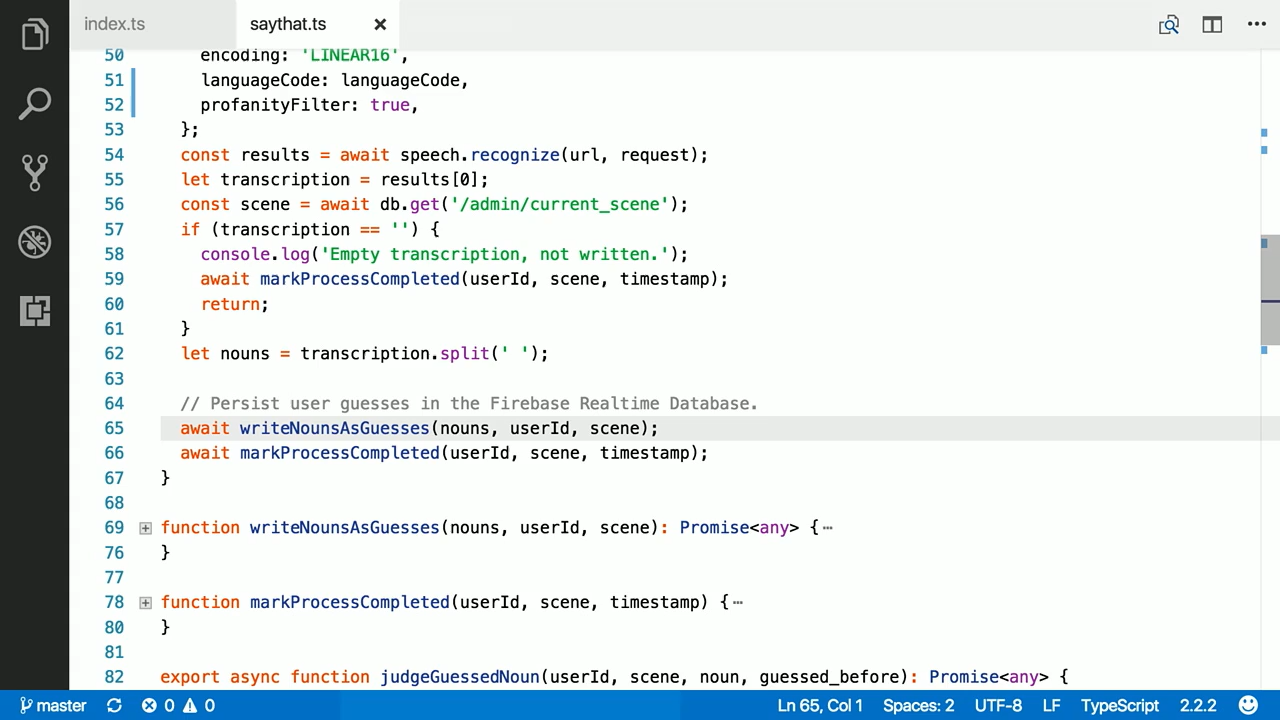 index.ts
saythat.ts ×
50 encoding: 'LINEAR16',
51 languageCode: languageCode,
52 profanityFilter: true,
53 };
54 const results = await speech.recognize(url, request);
55 let transcription = results[0];
56 const scene = await db.get('/admin/current_scene');
57 if (transcription == '') {
58 console.log('Empty transcription, not written.');
59 await markProcessCompleted(userId, scene, timestamp);
60 return;
61 }
62 let nouns = transcription.split(' ');
63
64 // Persist user guesses in the Firebase Realtime Database.
65 await writeNounsAsGuesses(nouns, userId, scene);
66 await markProcessCompleted(userId, scene, timestamp);
67 }
68
69 function writeNounsAsGuesses(nouns, userId, scene): Promise<any> {…
76 }
77
78 function markProcessCompleted(userId, scene, timestamp) {…
80 }
81
82 export async function judgeGuessedNoun(userId, scene, noun, guessed_before): Promise<any> {
master 0 0 Ln 65, Col 1 Spaces: 2 UTF-8 LF TypeScript 2.2.2